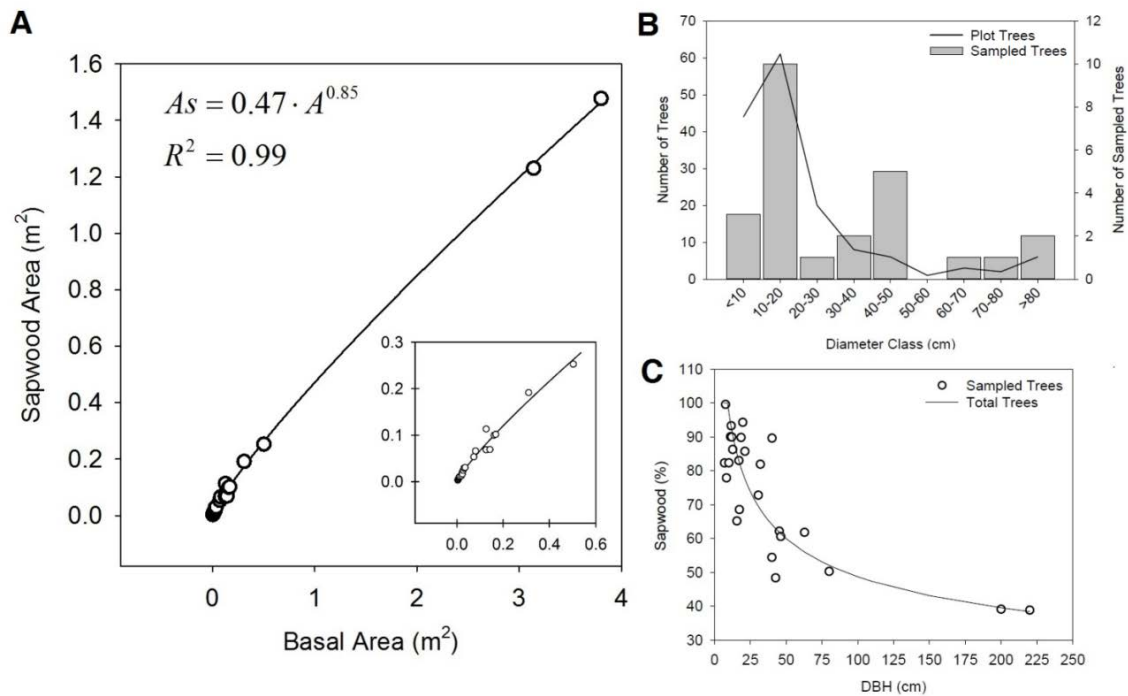 A
As = 0.47 · A^0.85
R² = 0.99
Sapwood Area (m²)
1.6
1.4
1.2
1.0
0.8
0.6
0.4
0.2
0.0
0 1 2 3 4
Basal Area (m²)
0.3
0.2
0.1
0.0
0.0 0.2 0.4 0.6
B
Plot Trees
Sampled Trees
Number of Trees
70
60
50
40
30
20
10
0
Number of Sampled Trees
12
10
8
6
4
2
0
<10 10-20 20-30 30-40 40-50 50-60 60-70 70-80 >80
Diameter Class (cm)
C
Sampled Trees
Total Trees
Sapwood (%)
110
100
90
80
70
60
50
40
30
0 25 50 75 100 125 150 175 200 225 250
DBH (cm)